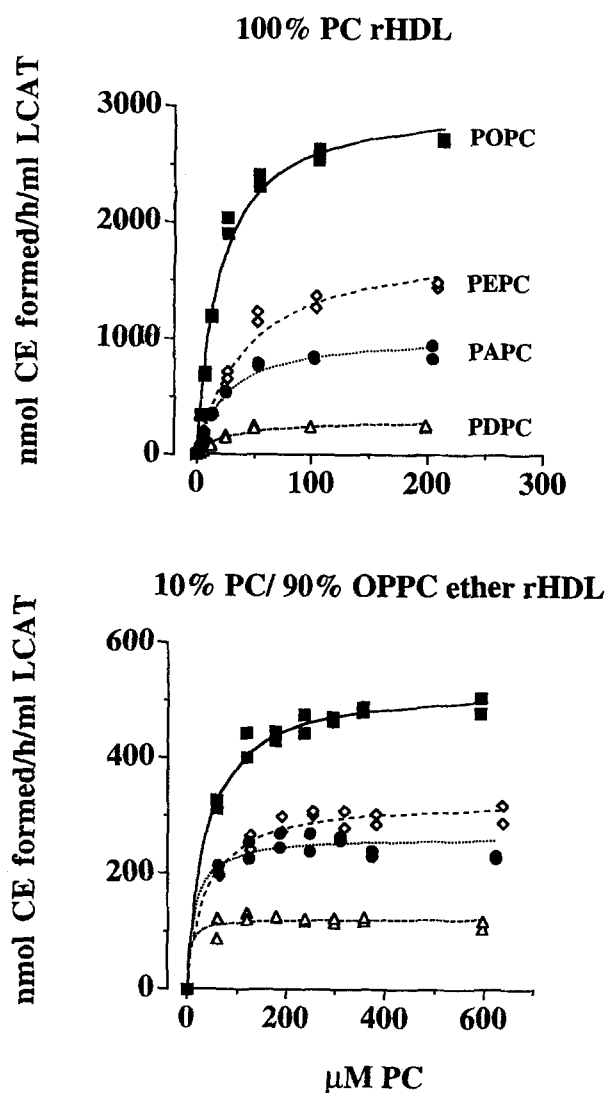 100% PC rHDL
nmol CE formed/h/ml LCAT
3000
2000
1000
0
POPC
PEPC
PAPC
PDPC
0
100
200
300
10% PC/ 90% OPPC ether rHDL
nmol CE formed/h/ml LCAT
600
400
200
0
0
200
400
600
µM PC